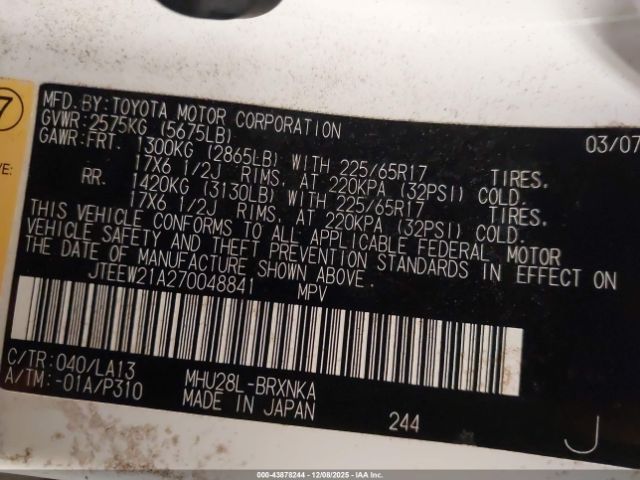 7
VE:
MFD. BY: TOYOTA MOTOR CORPORATION 03/07
GVWR: 2575KG (5675LB)
GAWR: FRT. 1300KG (2865LB) WITH 225/65R17 TIRES.
17X6 1/2J RIMS, AT 220KPA (32PSI) COLD.
RR. 1420KG (3130LB) WITH 225/65R17 TIRES.
17X6 1/2J RIMS, AT 220KPA (32PSI) COLD.
THIS VEHICLE CONFORMS TO ALL APPLICABLE FEDERAL MOTOR
VEHICLE SAFETY AND THEFT PREVENTION STANDARDS IN EFFECT ON
THE DATE OF MANUFACTURE SHOWN ABOVE.
JTEEW21A270048841 MPV
C/TR: 040/LA13 MHU28L-BRXNKA
A/TM: -01A/P310 MADE IN JAPAN 244 J
000-43878244 - 12/08/2025 - IAAI.COM